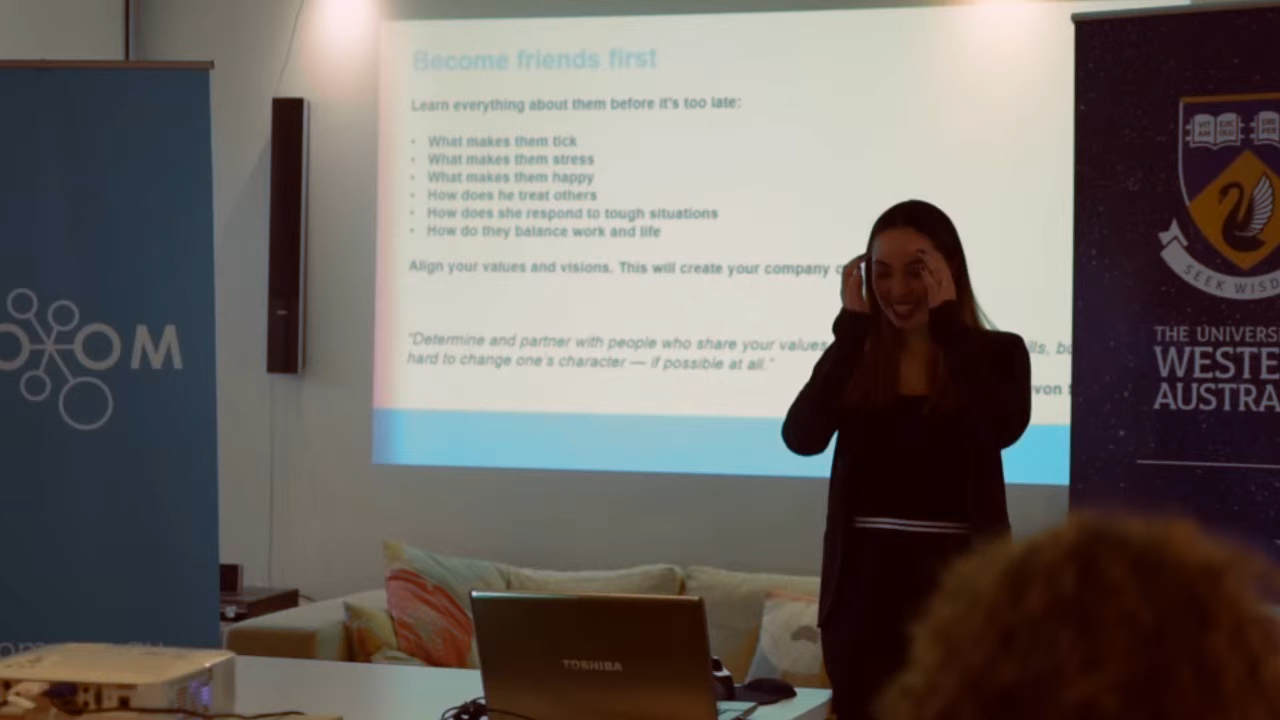 Become friends first
Learn everything about them before it's too late:
• What makes them tick
• What makes them stress
• What makes them happy
• How does he treat others
• How does she respond to tough situations
• How do they balance work and life
Align your values and visions. This will create your company
"Determine and partner with people who share your values
hard to change one's character — if possible at all."
OM
TOSHIBA
SEEK WISD
THE UNIVERS
WESTE
AUSTRA